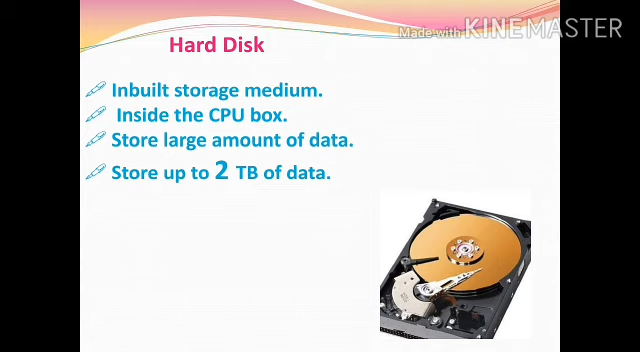 Made with KINEMASTER
Hard Disk
Inbuilt storage medium.
Inside the CPU box.
Store large amount of data.
Store up to 2 TB of data.